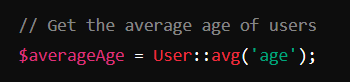 // Get the average age of users
$averageAge = User::avg('age');